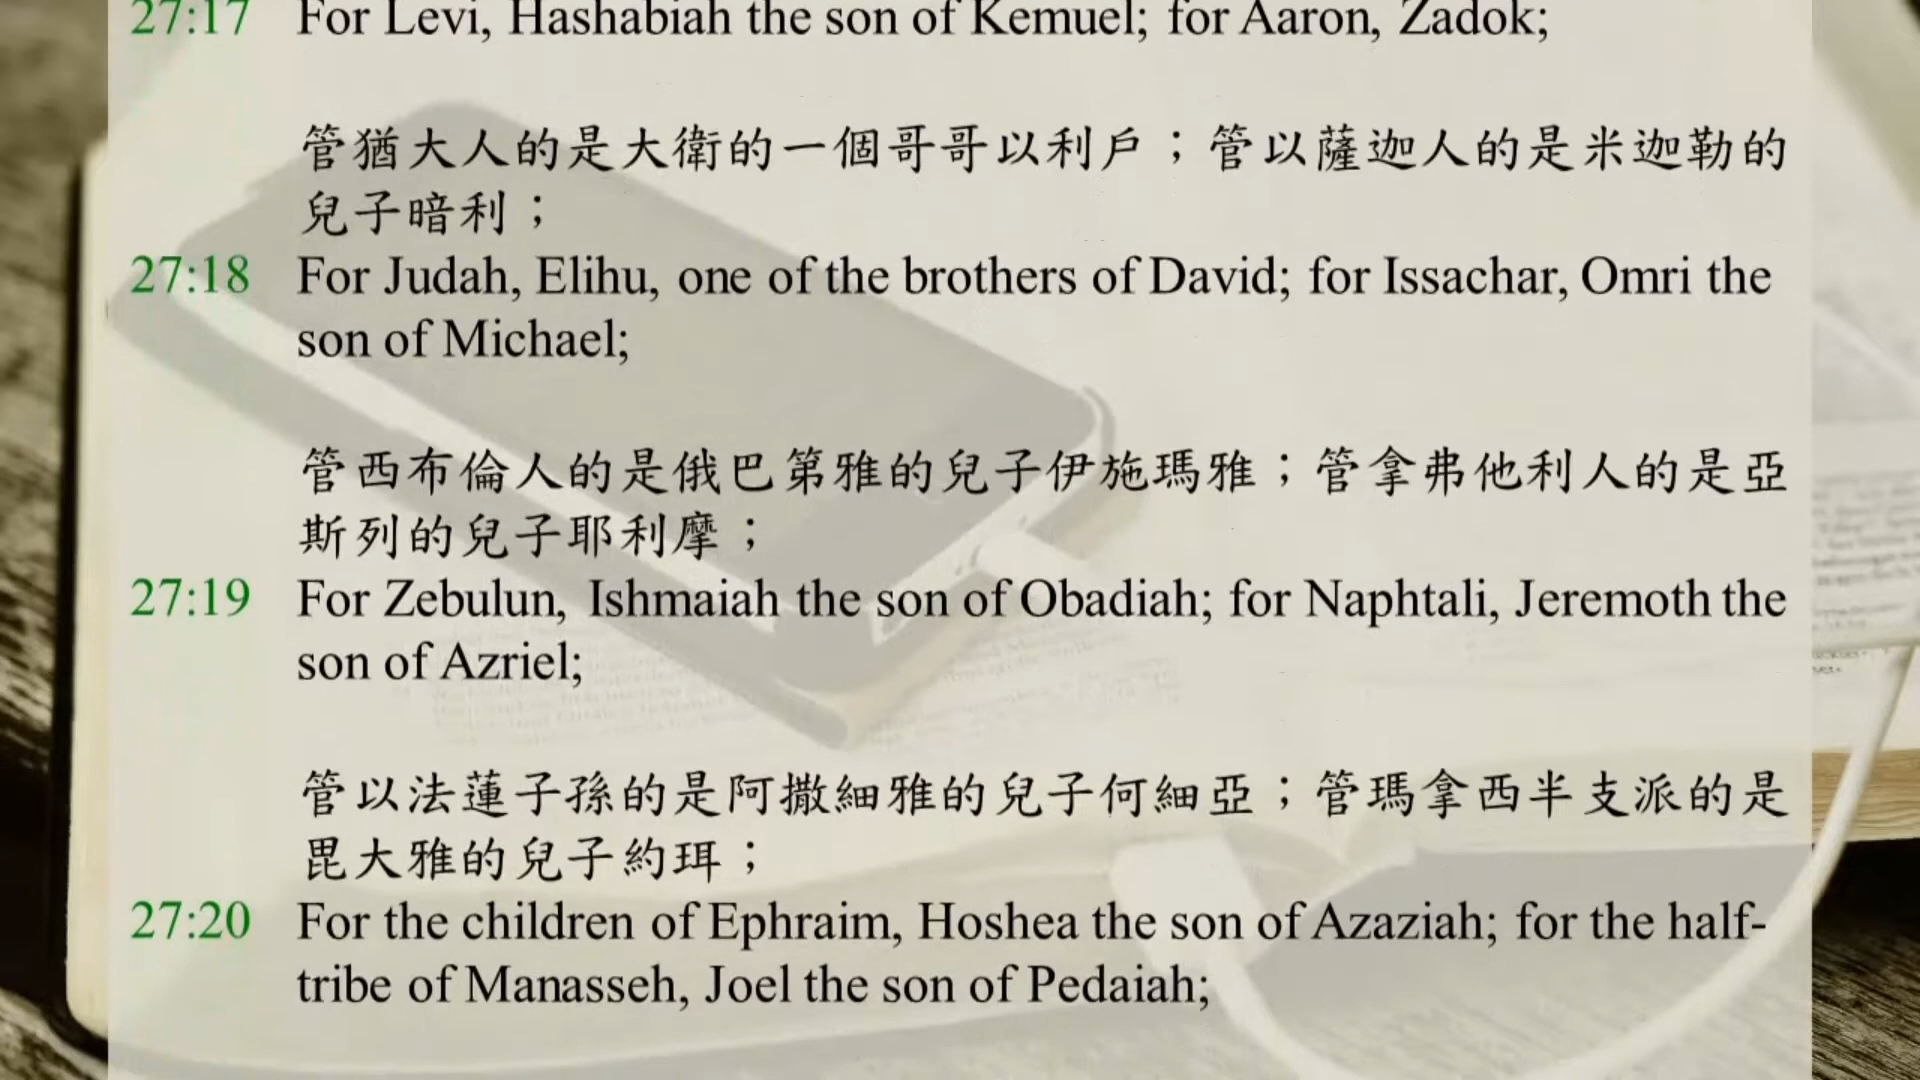 27:17 For Levi, Hashabiah the son of Kemuel; for Aaron, Zadok;
管猶大人的是大衛的一個哥哥以利戶；管以薩迦人的是米迦勒的
兒子暗利；
27:18 For Judah, Elihu, one of the brothers of David; for Issachar, Omri the
son of Michael;
管西布倫人的是俄巴第雅的兒子伊施瑪雅；管拿弗他利人的是亞
斯列的兒子耶利摩；
27:19 For Zebulun, Ishmaiah the son of Obadiah; for Naphtali, Jeremoth the
son of Azriel;
管以法蓮子孫的是阿撒細雅的兒子何細亞；管瑪拿西半支派的是
毘大雅的兒子約珥；
27:20 For the children of Ephraim, Hoshea the son of Azaziah; for the half-
tribe of Manasseh, Joel the son of Pedaiah;